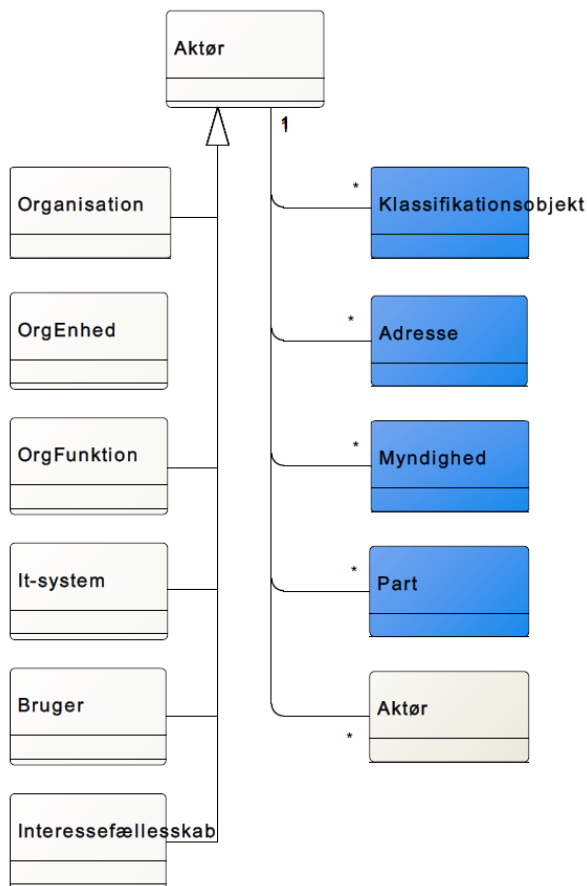 Aktør
1
Organisation
*
Klassifikationsobjekt
OrgEnhed
*
Adresse
OrgFunktion
*
Myndighed
It-system
*
Part
Bruger
Aktør
*
Interessefællesskab